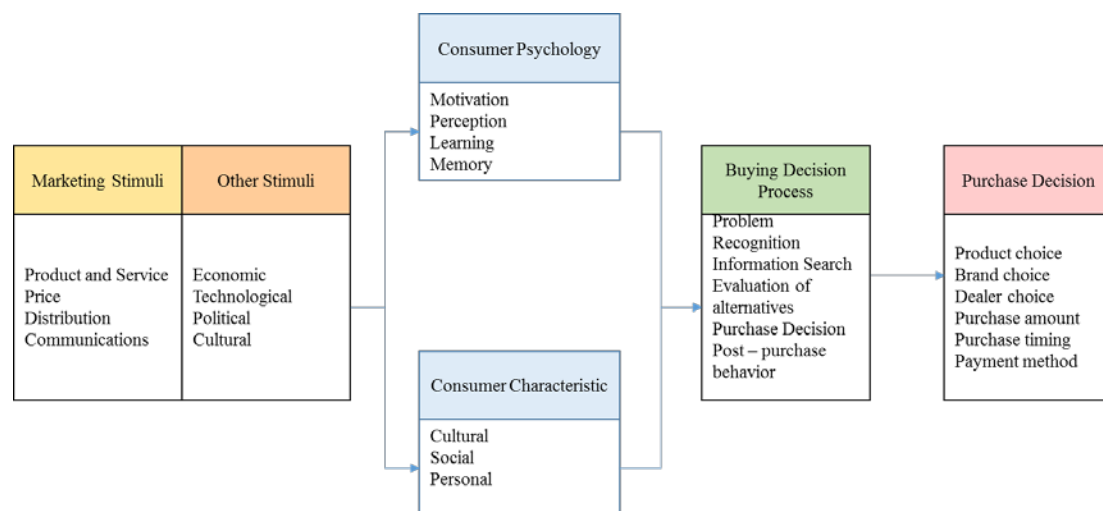 Marketing Stimuli
Product and Service
Price
Distribution
Communications
Other Stimuli
Economic
Technological
Political
Cultural
Consumer Psychology
Motivation
Perception
Learning
Memory
Consumer Characteristic
Cultural
Social
Personal
Buying Decision
Process
Problem
Recognition
Information Search
Evaluation of
alternatives
Purchase Decision
Post – purchase
behavior
Purchase Decision
Product choice
Brand choice
Dealer choice
Purchase amount
Purchase timing
Payment method